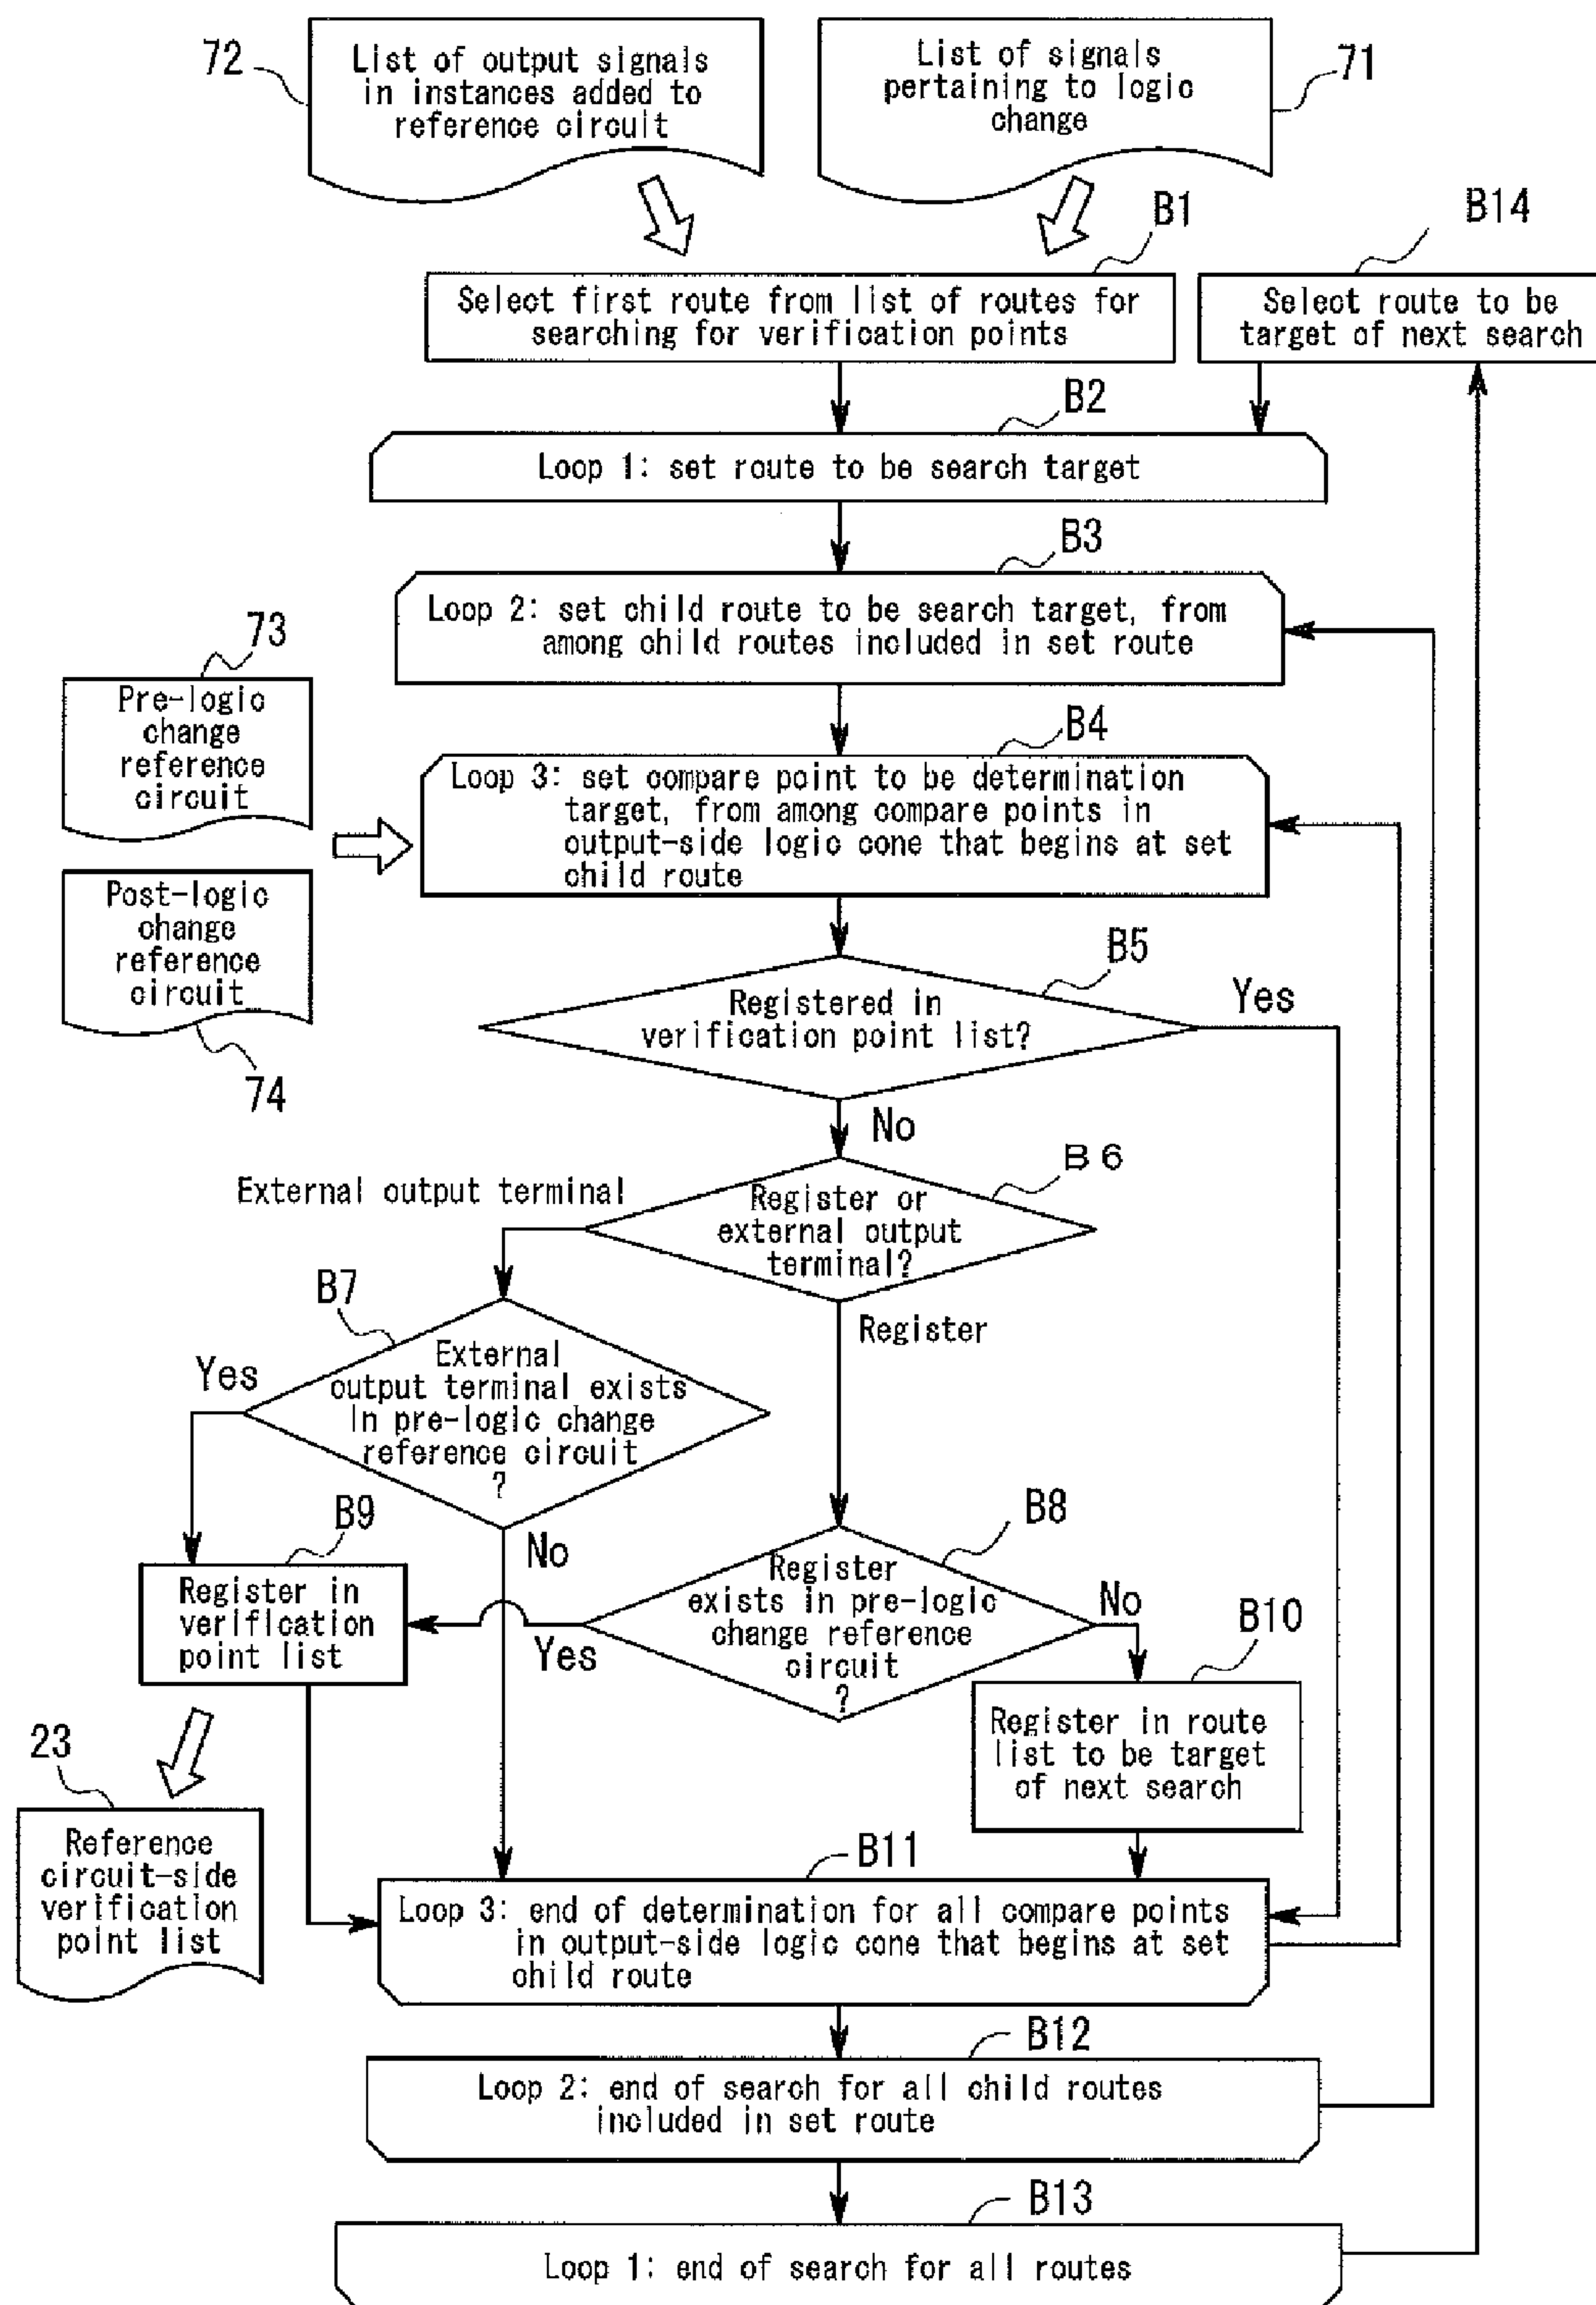 72
List of output signals
in instances added to
reference circuit
List of signals
pertaining to logic
change
71
B1
B14
Select first route from list of routes for
searching for verification points
Select route to be
target of next search
B2
Loop 1: set route to be search target
B3
Loop 2: set child route to be search target, from
among child routes included in set route
73
Pre-logic
change
reference
circuit
B4
Loop 3: set compare point to be determination
target, from among compare points in
output-side logic cone that begins at set
child route
Post-logic
change
reference
circuit
74
B5
Registered in
verification point list?
Yes
No
B6
External output terminal
Register or
external output
terminal?
Register
B7
External
output terminal exists
in pre-logic change
reference circuit
?
Yes
No
B8
Register
exists in pre-logic
change reference
circuit
?
Yes
No
B9
Register in
verification
point list
B10
Register in route
list to be target
of next search
23
Reference
circuit-side
verification
point list
B11
Loop 3: end of determination for all compare points
in output-side logic cone that begins at set
child route
B12
Loop 2: end of search for all child routes
included in set route
B13
Loop 1: end of search for all routes